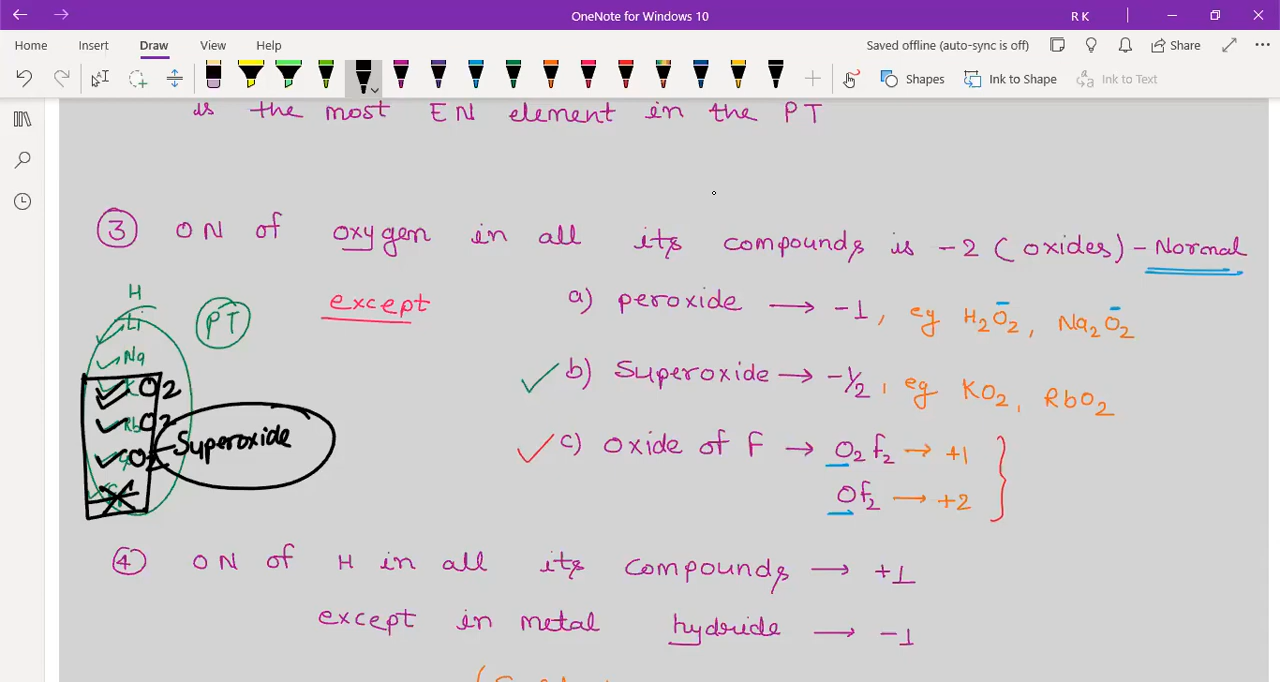 OneNote for Windows 10
R K
Home Insert Draw View Help
Saved offline (auto-sync is off) Share
Shapes Ink to Shape Ink to Text
is the most EN element in the PT
③ ON of oxygen in all its compounds is -2 (oxides) - Normal
except
a) peroxide → -1, eg H₂O₂, Na₂O₂
b) Superoxide → -1/2, eg KO₂, RbO₂
c) oxide of F → O₂f₂ → +1
Of₂ → +2
H
Li
PT
Na
KO2
RbO2
Superoxide
④ ON of H in all its compounds → +1
except in metal hydride → -1